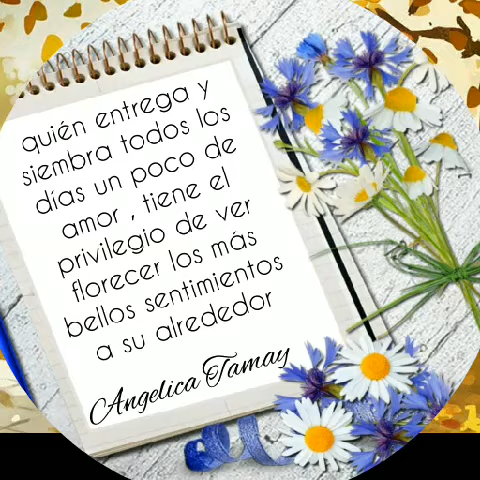 quién entrega y
siembra todos los
días un poco de
amor , tiene el
privilegio de ver
florecer los más
bellos sentimientos
a su alrededor
Angelica Tamay